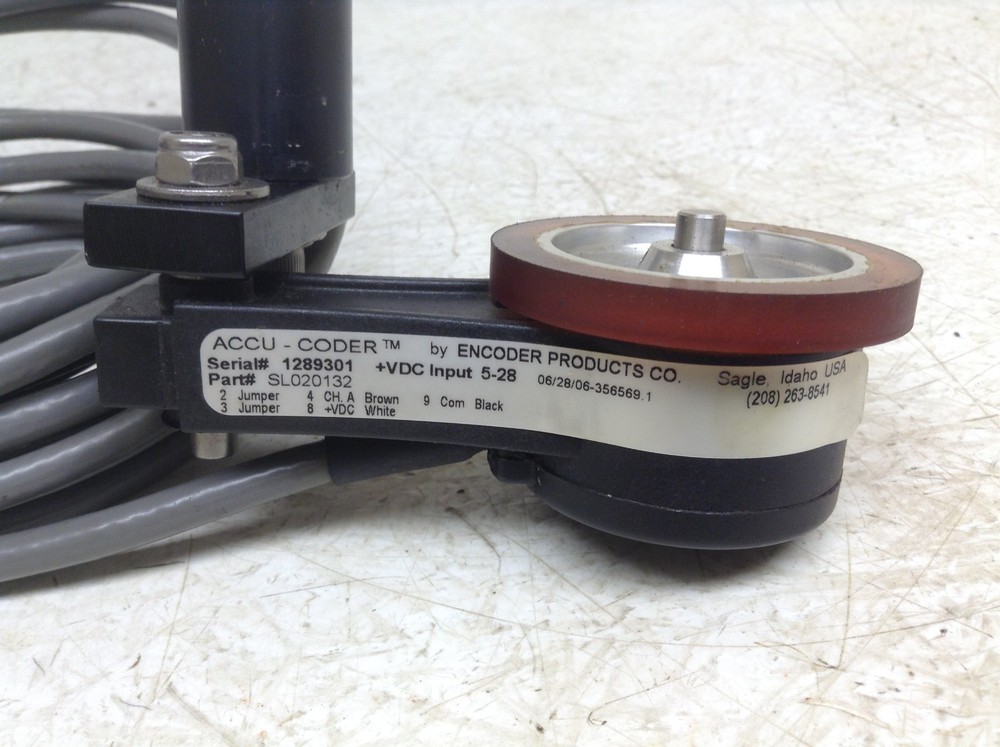 ACCU - CODER™ by ENCODER PRODUCTS CO. Sagle, Idaho USA
Serial# 1289301 +VDC Input 5-28 06/28/06-356569.1 (208) 263-8541
Part# SL020132
2 Jumper 4 CH. A Brown 9 Com Black
3 Jumper 8 +VDC White